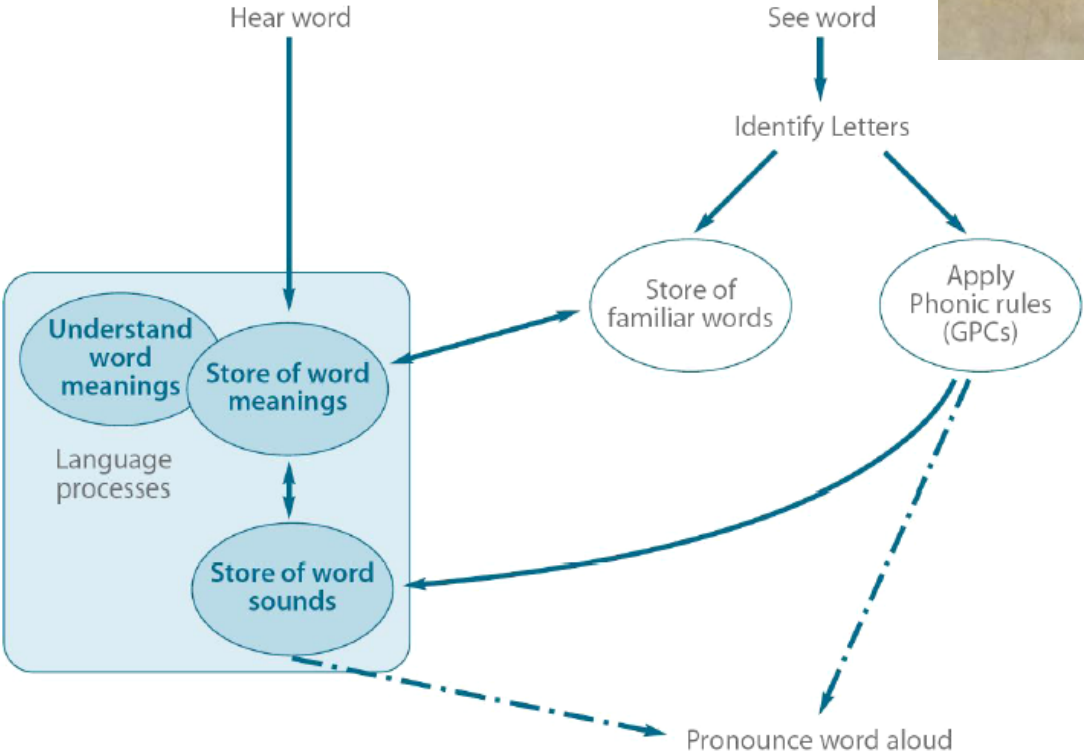 Hear word
See word
Identify Letters
Store of
familiar words
Apply
Phonic rules
(GPCs)
Understand
word
meanings
Store of word
meanings
Language
processes
Store of word
sounds
Pronounce word aloud